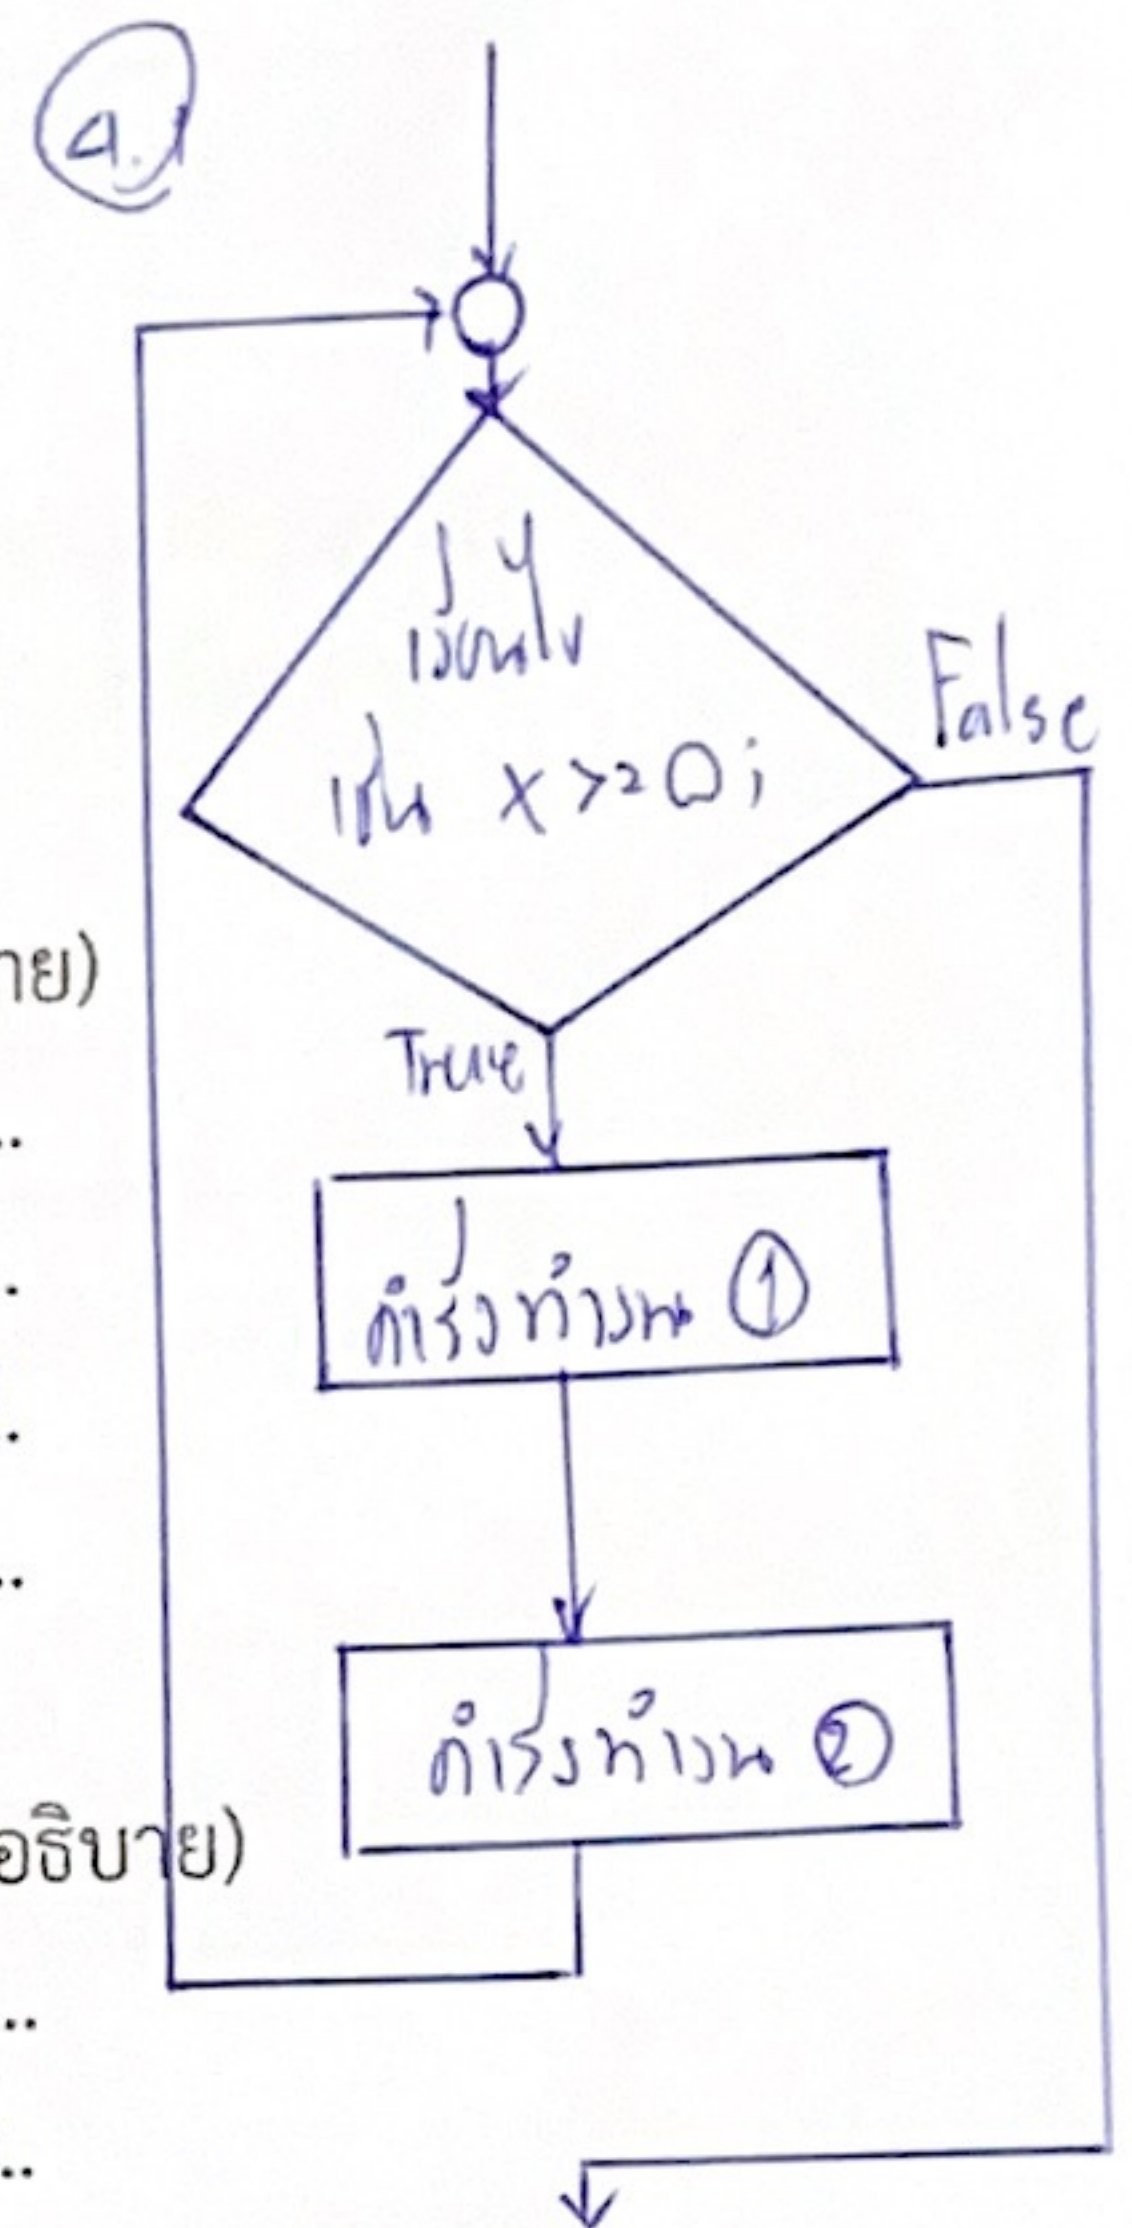 4.1
เงื่อนไข
เช่น x >= 0;
False
าย)
True
คำสั่งทำงาน ①
คำสั่งทำงาน ②
อธิบาย)